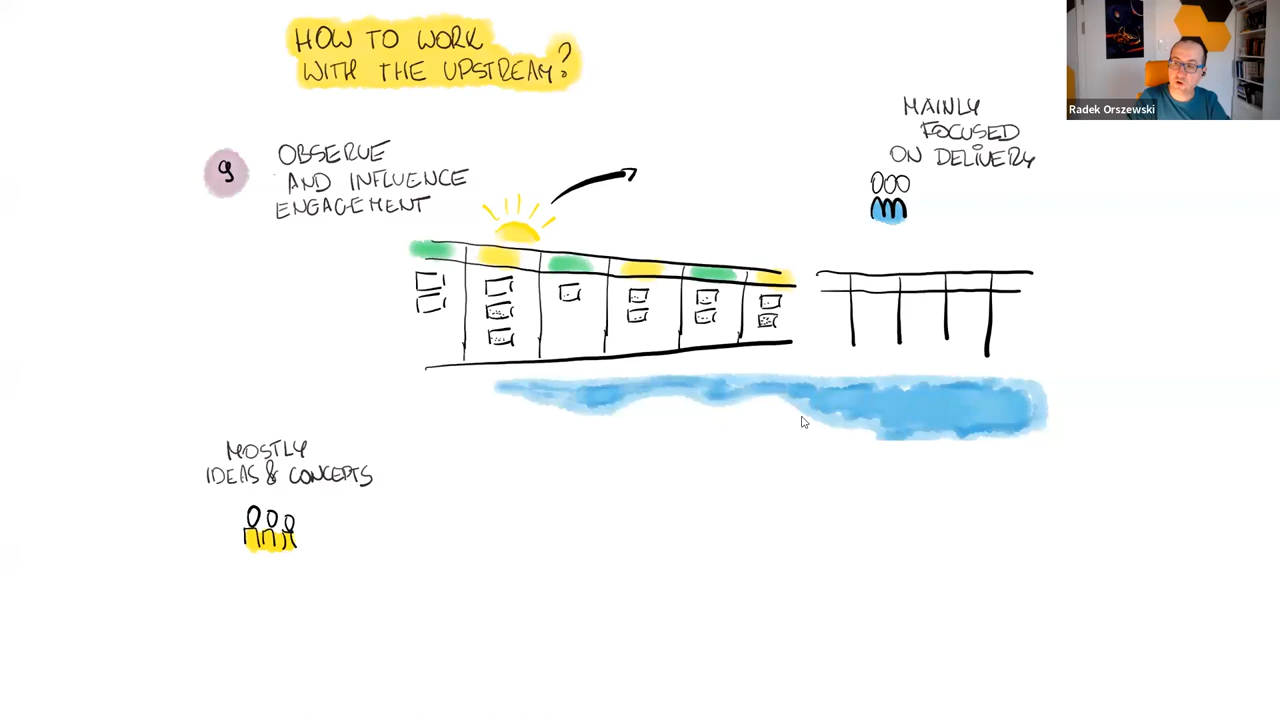 HOW TO WORK
WITH THE UPSTREAM?
Radek Orszewski
MAINLY
FOCUSED
ON DELIVERY
9
OBSERVE
AND INFLUENCE
ENGAGEMENT
MOSTLY
IDEAS & CONCEPTS